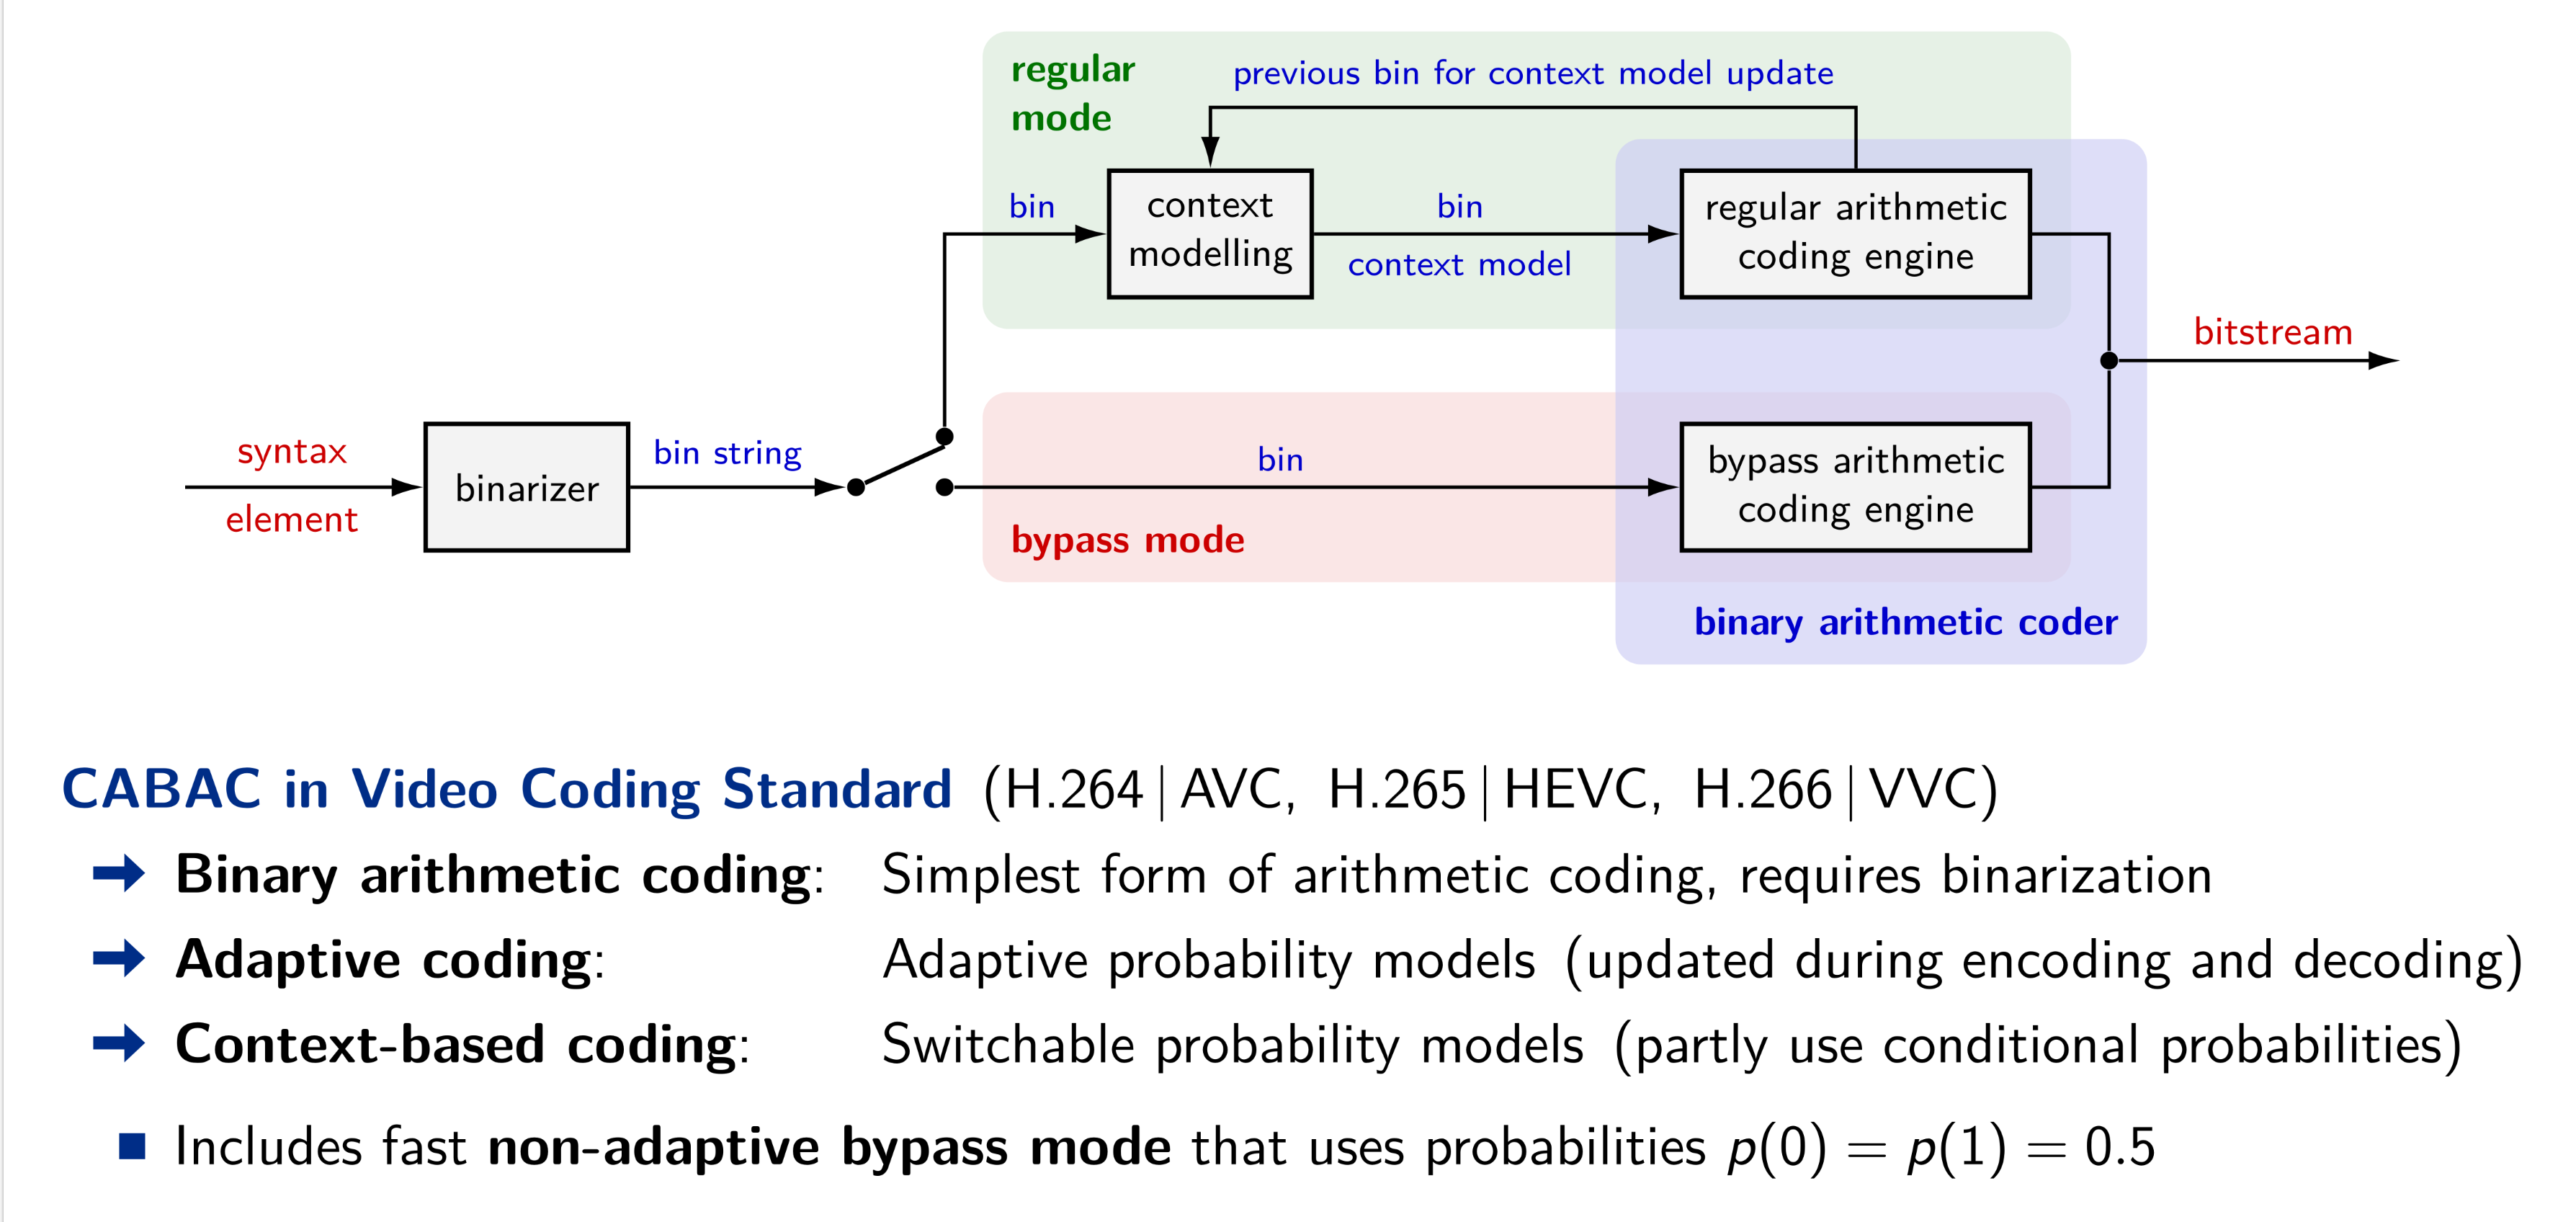 regular
mode
previous bin for context model update
bin
context
modelling
bin
context model
regular arithmetic
coding engine
bitstream
syntax
element
binarizer
bin string
bin
bypass mode
bypass arithmetic
coding engine
binary arithmetic coder
CABAC in Video Coding Standard (H.264 | AVC, H.265 | HEVC, H.266 | VVC)
➡ Binary arithmetic coding: Simplest form of arithmetic coding, requires binarization
➡ Adaptive coding: Adaptive probability models (updated during encoding and decoding)
➡ Context-based coding: Switchable probability models (partly use conditional probabilities)
■ Includes fast non-adaptive bypass mode that uses probabilities p(0) = p(1) = 0.5